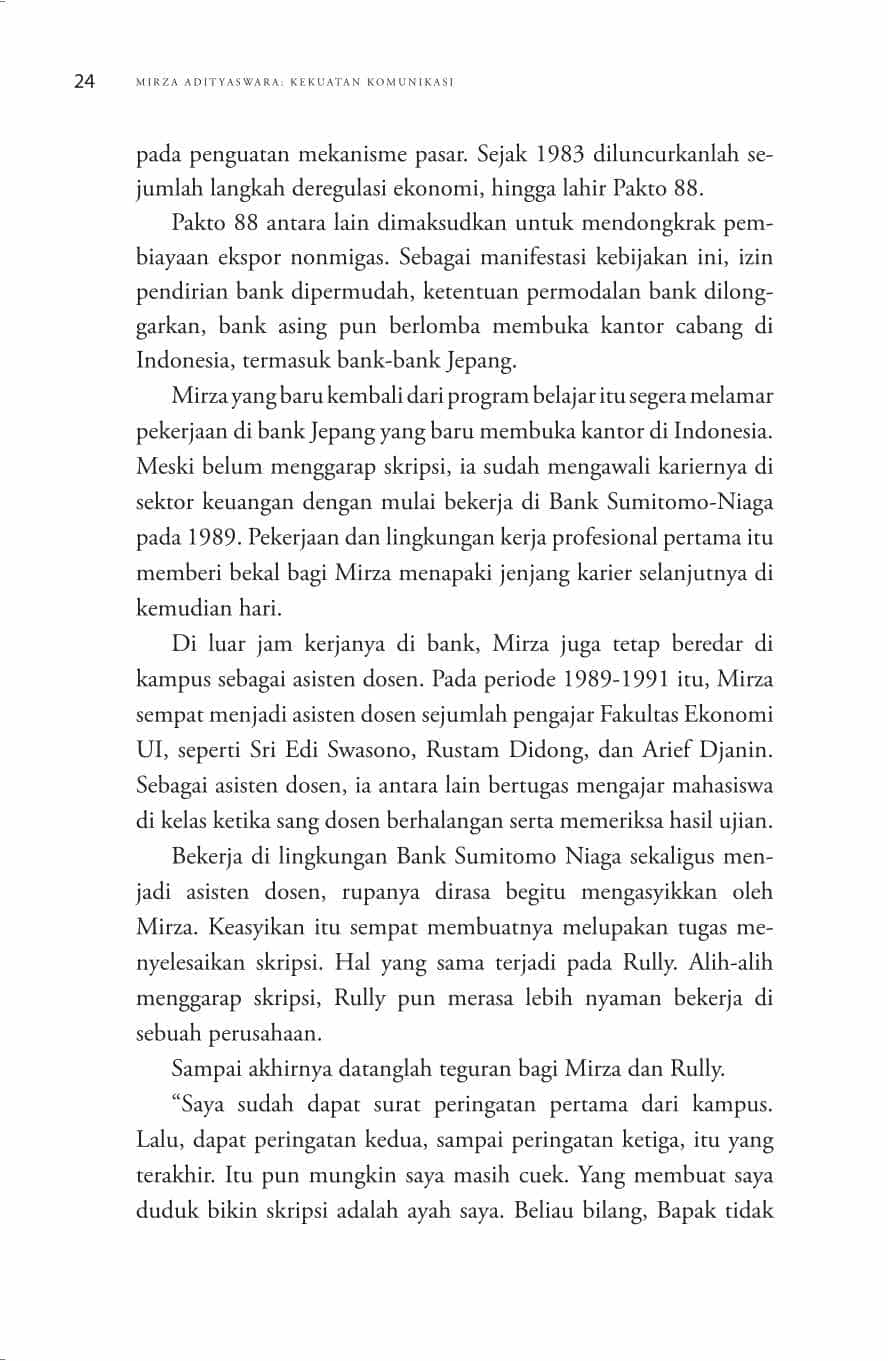 24 MIRZA ADITYASWARA: KEKUATAN KOMUNIKASI
pada penguatan mekanisme pasar. Sejak 1983 diluncurkanlah se-
jumlah langkah deregulasi ekonomi, hingga lahir Pakto 88.
Pakto 88 antara lain dimaksudkan untuk mendongkrak pem-
biayaan ekspor nonmigas. Sebagai manifestasi kebijakan ini, izin
pendirian bank dipermudah, ketentuan permodalan bank dilong-
garkan, bank asing pun berlomba membuka kantor cabang di
Indonesia, termasuk bank-bank Jepang.
Mirza yang baru kembali dari program belajar itu segera melamar
pekerjaan di bank Jepang yang baru membuka kantor di Indonesia.
Meski belum menggarap skripsi, ia sudah mengawali kariernya di
sektor keuangan dengan mulai bekerja di Bank Sumitomo-Niaga
pada 1989. Pekerjaan dan lingkungan kerja profesional pertama itu
memberi bekal bagi Mirza menapaki jenjang karier selanjutnya di
kemudian hari.
Di luar jam kerjanya di bank, Mirza juga tetap beredar di
kampus sebagai asisten dosen. Pada periode 1989-1991 itu, Mirza
sempat menjadi asisten dosen sejumlah pengajar Fakultas Ekonomi
UI, seperti Sri Edi Swasono, Rustam Didong, dan Arief Djanin.
Sebagai asisten dosen, ia antara lain bertugas mengajar mahasiswa
di kelas ketika sang dosen berhalangan serta memeriksa hasil ujian.
Bekerja di lingkungan Bank Sumitomo Niaga sekaligus men-
jadi asisten dosen, rupanya dirasa begitu mengasyikkan oleh
Mirza. Keasyikan itu sempat membuatnya melupakan tugas me-
nyelesaikan skripsi. Hal yang sama terjadi pada Rully. Alih-alih
menggarap skripsi, Rully pun merasa lebih nyaman bekerja di
sebuah perusahaan.
Sampai akhirnya datanglah teguran bagi Mirza dan Rully.
“Saya sudah dapat surat peringatan pertama dari kampus.
Lalu, dapat peringatan kedua, sampai peringatan ketiga, itu yang
terakhir. Itu pun mungkin saya masih cuek. Yang membuat saya
duduk bikin skripsi adalah ayah saya. Beliau bilang, Bapak tidak